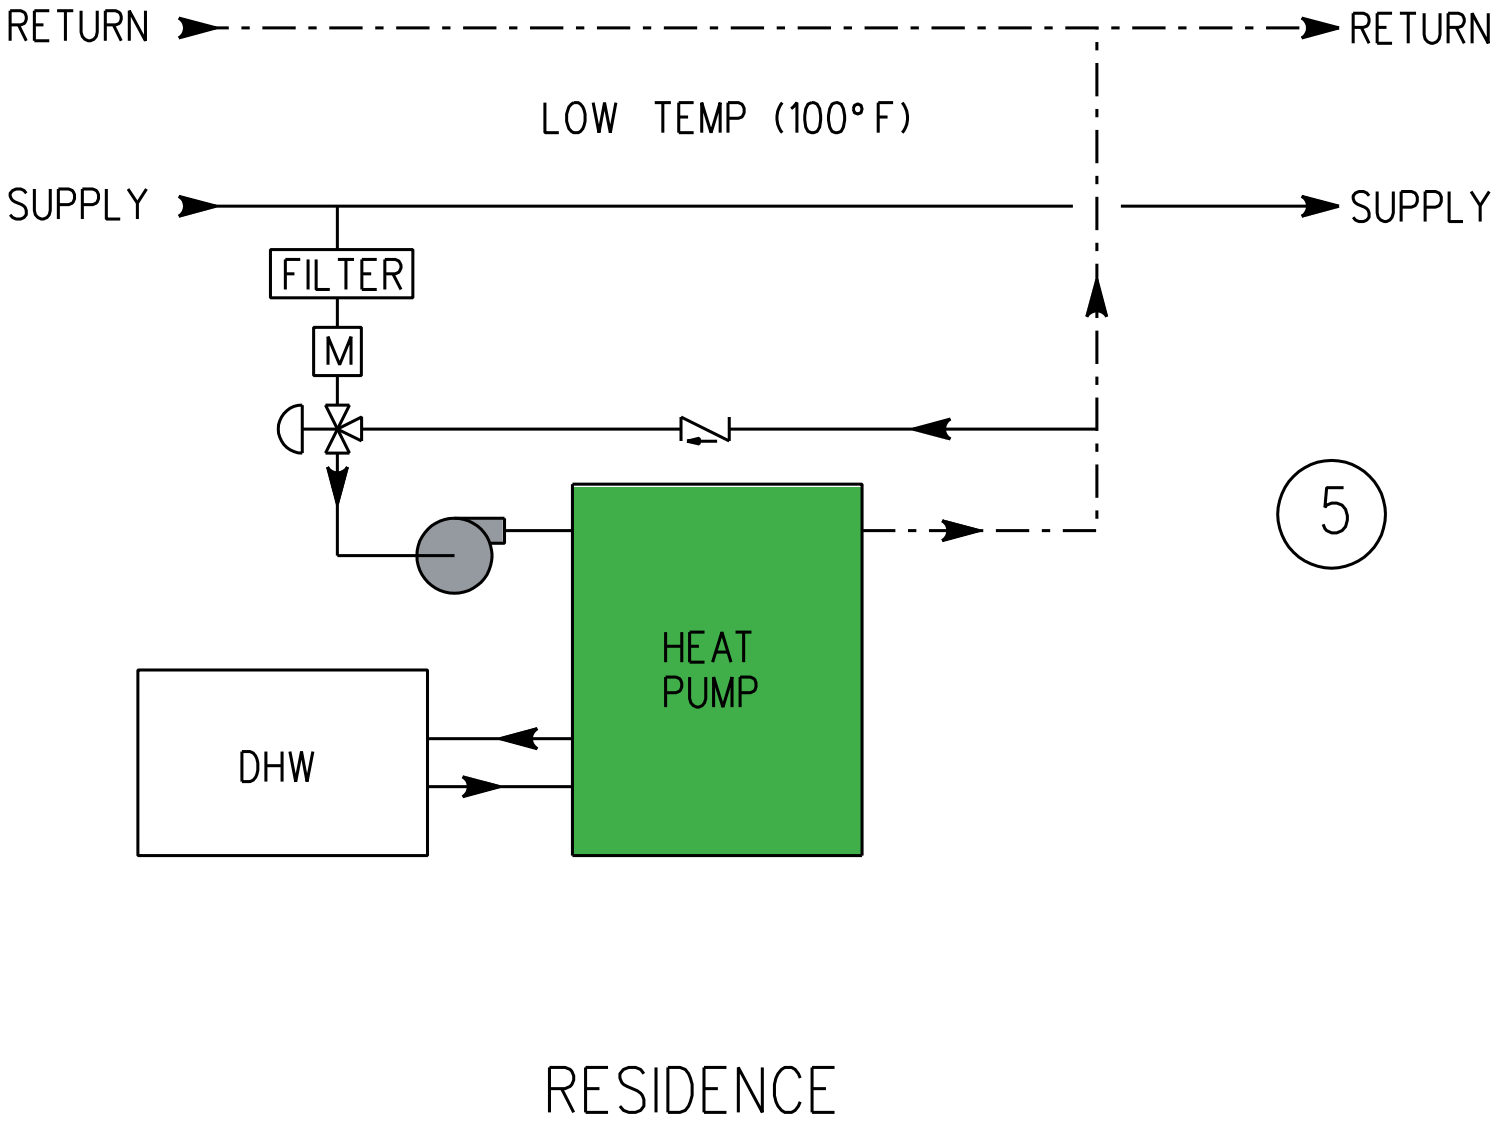 RETURN
RETURN
LOW TEMP (100°F)
SUPPLY
SUPPLY
FILTER
M
5
HEAT
PUMP
DHW
RESIDENCE